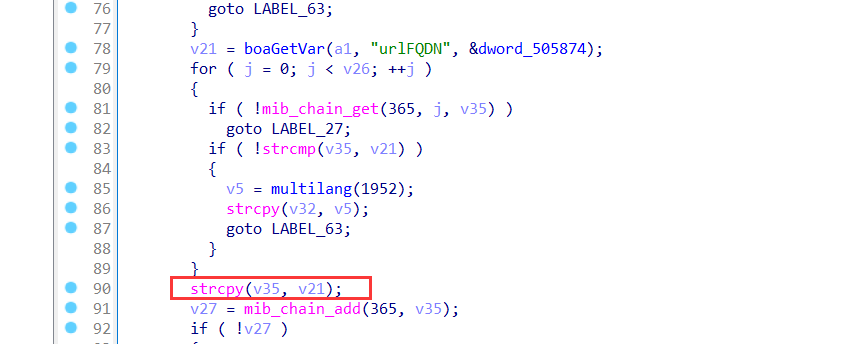 76 goto LABEL_63;
77 }
78 v21 = boaGetVar(a1, "urlFQDN", &dword_505874);
79 for ( j = 0; j < v26; ++j )
80 {
81 if ( !mib_chain_get(365, j, v35) )
82 goto LABEL_27;
83 if ( !strcmp(v35, v21) )
84 {
85 v5 = multilang(1952);
86 strcpy(v32, v5);
87 goto LABEL_63;
88 }
89 }
90 strcpy(v35, v21);
91 v27 = mib_chain_add(365, v35);
92 if ( !v27 )